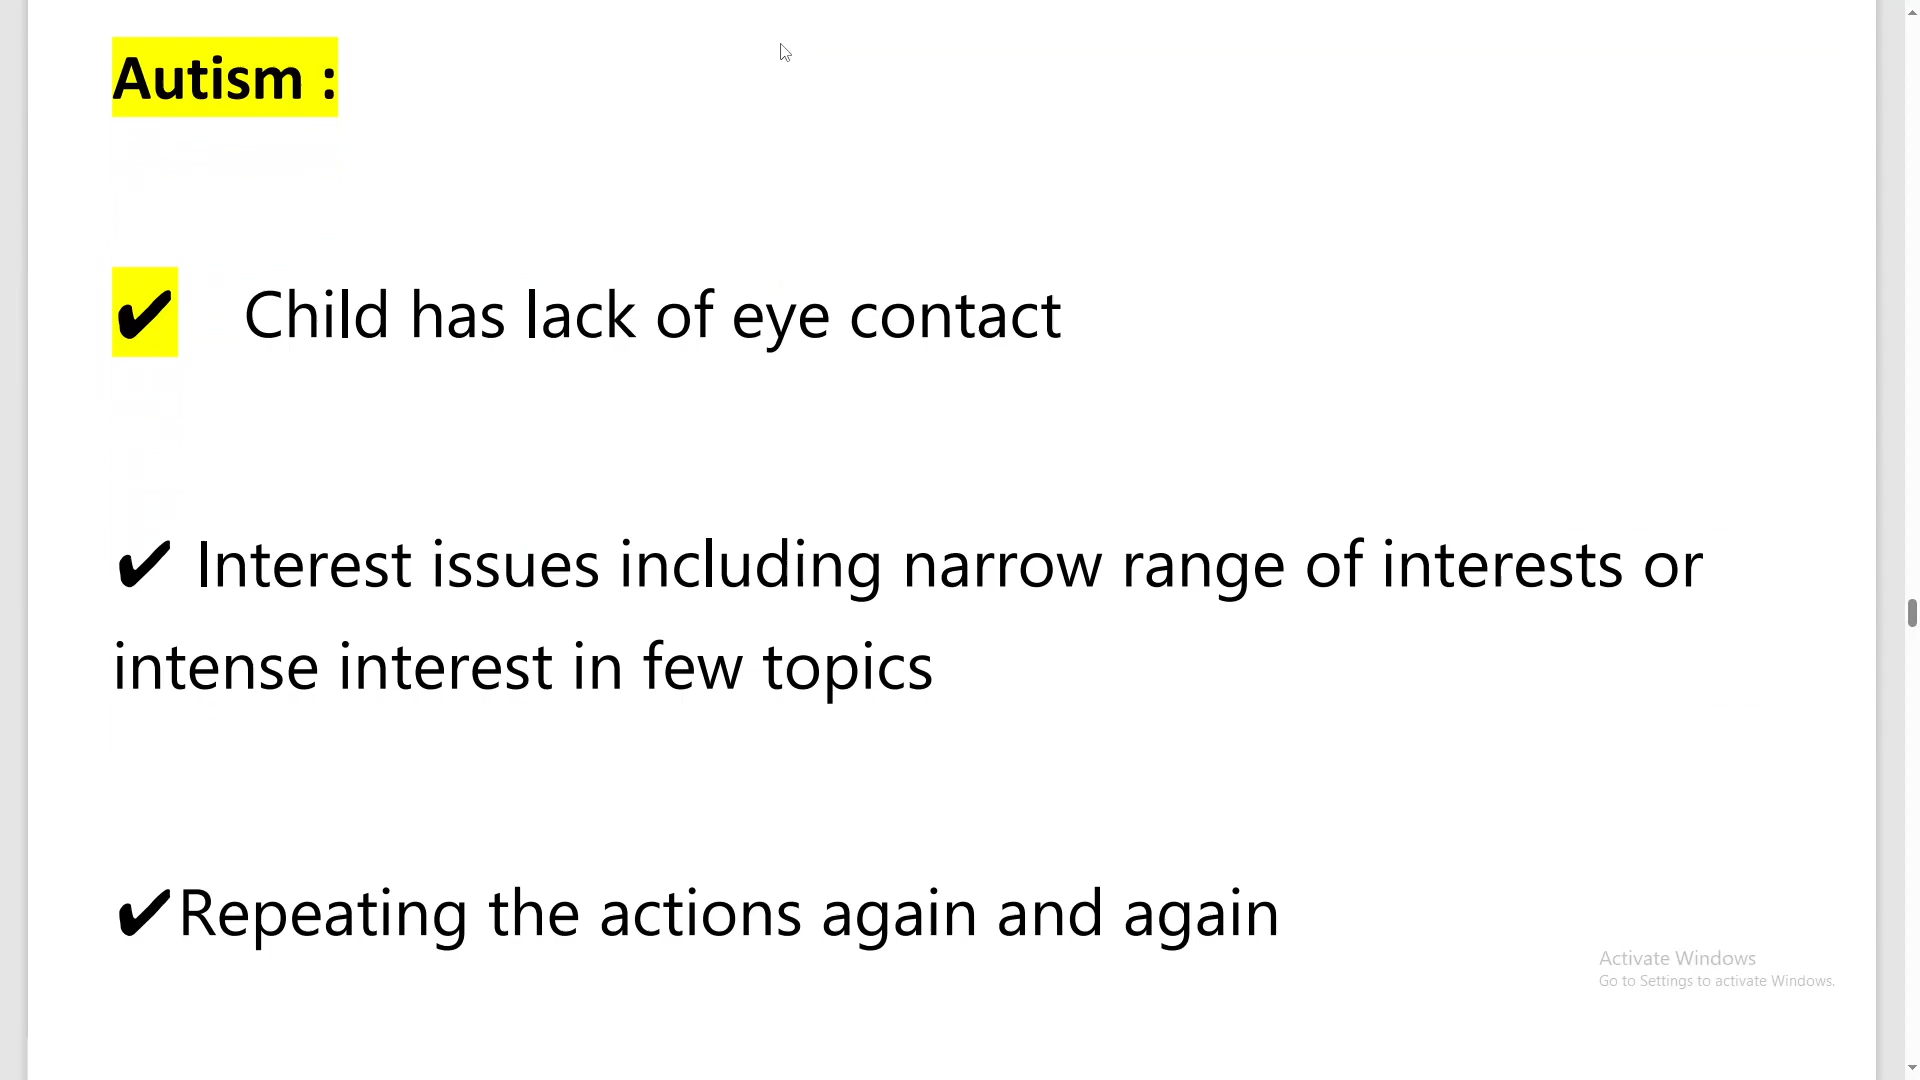 Autism :
✔ Child has lack of eye contact
✔ Interest issues including narrow range of interests or
intense interest in few topics
✔Repeating the actions again and again
Activate Windows
Go to Settings to activate Windows.